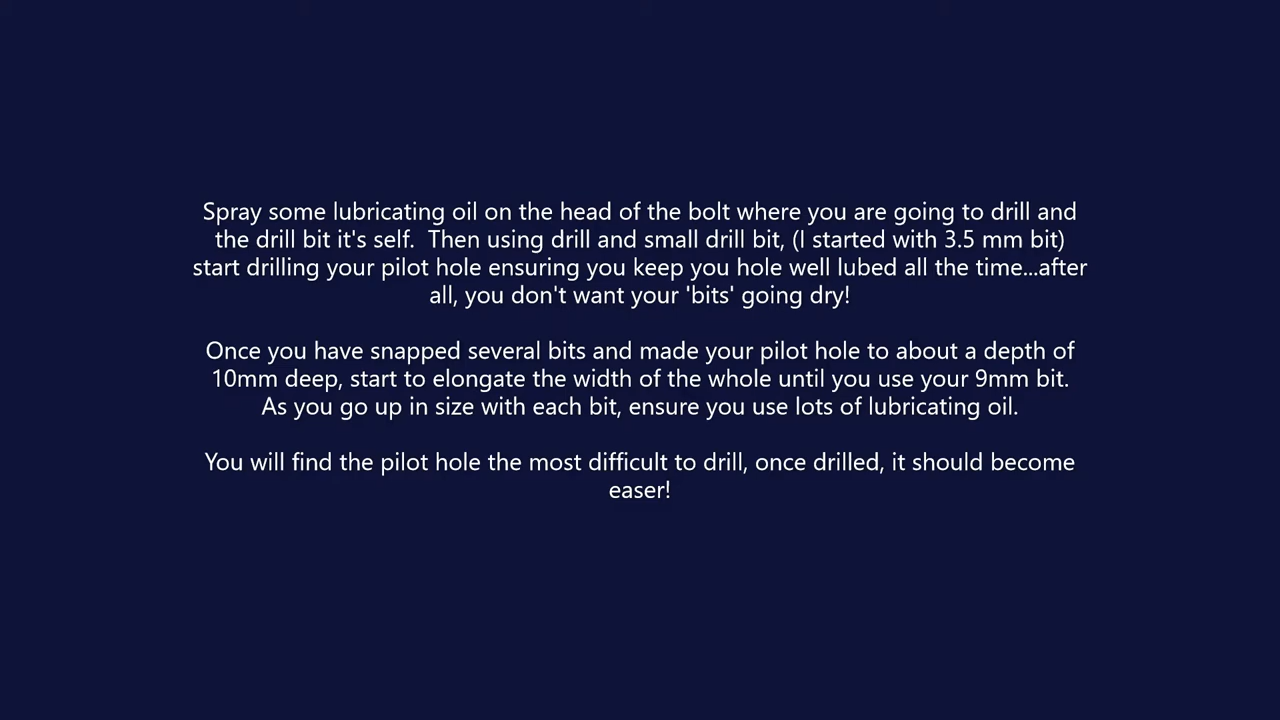 Spray some lubricating oil on the head of the bolt where you are going to drill and
the drill bit it's self.  Then using drill and small drill bit, (I started with 3.5 mm bit)
start drilling your pilot hole ensuring you keep you hole well lubed all the time...after
all, you don't want your 'bits' going dry!
Once you have snapped several bits and made your pilot hole to about a depth of
10mm deep, start to elongate the width of the whole until you use your 9mm bit.
As you go up in size with each bit, ensure you use lots of lubricating oil.
You will find the pilot hole the most difficult to drill, once drilled, it should become
easer!